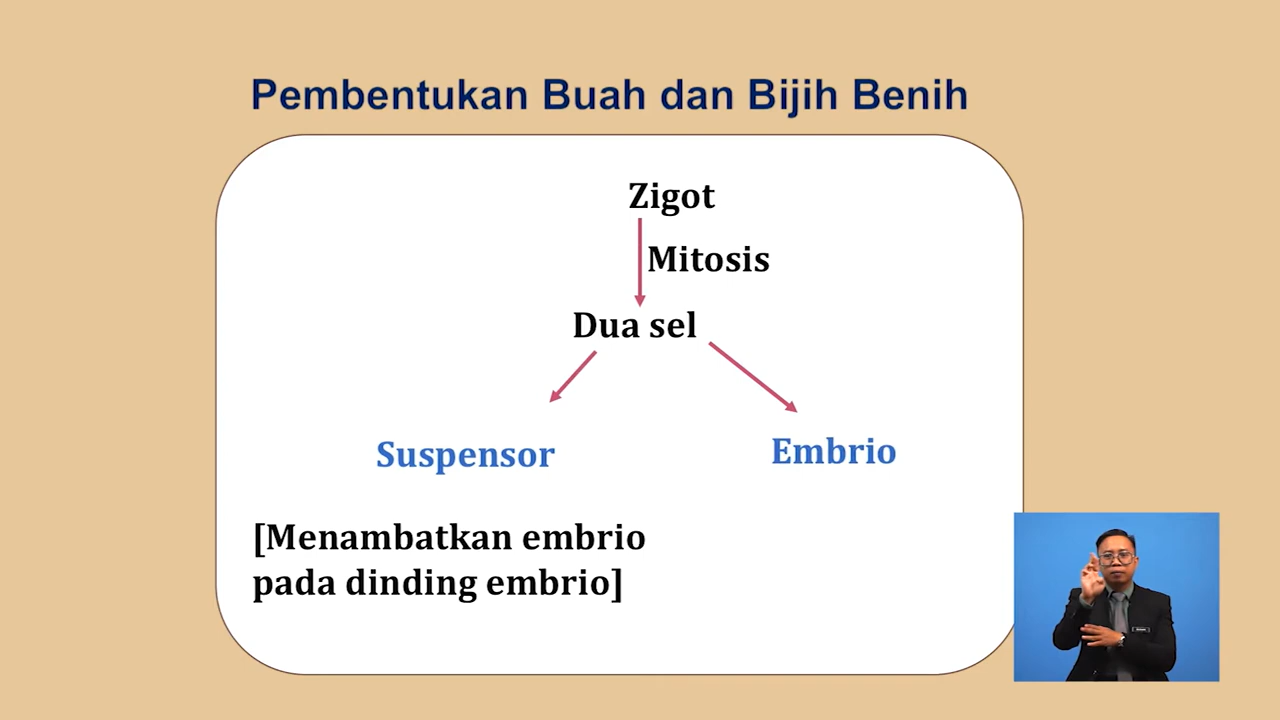 Pembentukan Buah dan Bijih Benih
Zigot
Mitosis
Dua sel
Suspensor
Embrio
[Menambatkan embrio
pada dinding embrio]